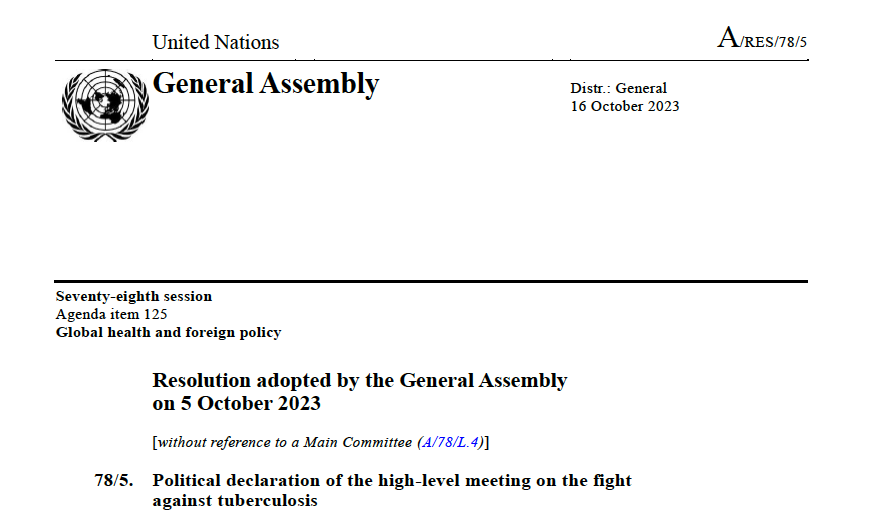 United Nations
A/RES/78/5
General Assembly
Distr.: General
16 October 2023
Seventy-eighth session
Agenda item 125
Global health and foreign policy
Resolution adopted by the General Assembly
on 5 October 2023
[without reference to a Main Committee (A/78/L.4)]
78/5. Political declaration of the high-level meeting on the fight
against tuberculosis